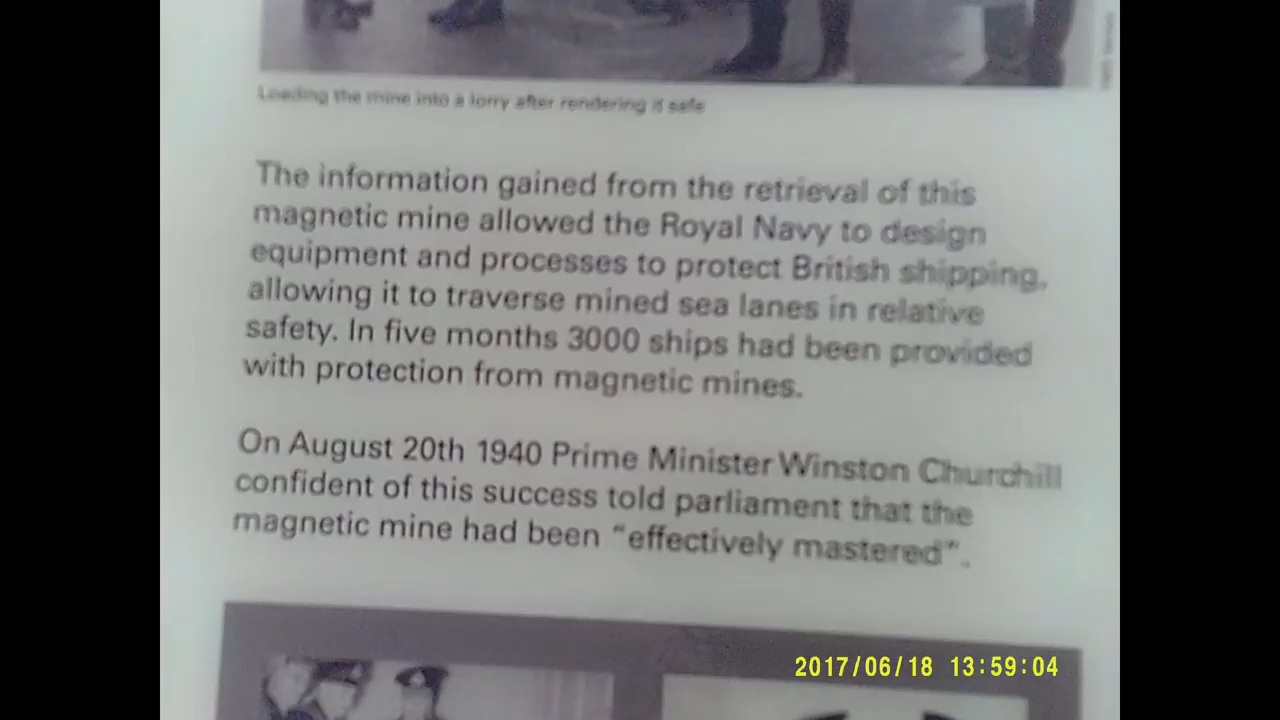 Loading the mine into a lorry after rendering it safe
The information gained from the retrieval of this
magnetic mine allowed the Royal Navy to design
equipment and processes to protect British shipping,
allowing it to traverse mined sea lanes in relative
safety. In five months 3000 ships had been provided
with protection from magnetic mines.
On August 20th 1940 Prime Minister Winston Churchill
confident of this success told parliament that the
magnetic mine had been “effectively mastered”.
2017/06/18 13:59:04